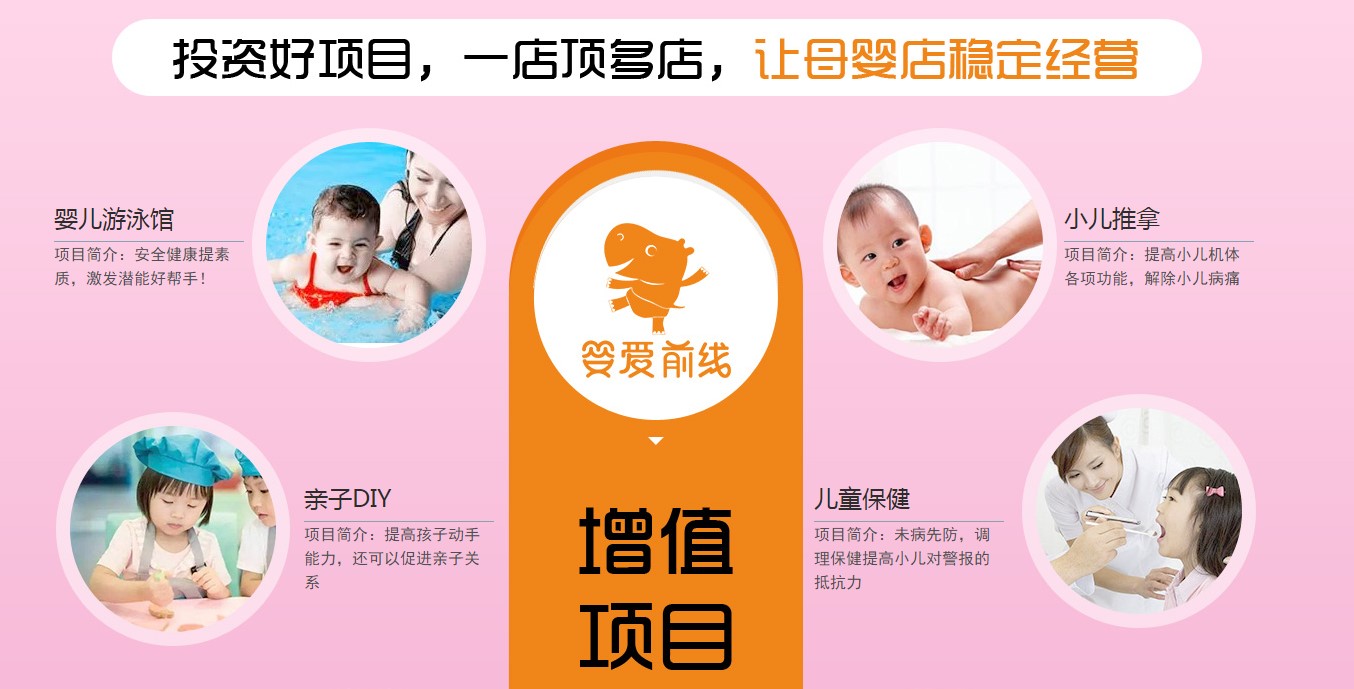 投资好项目，一店顶多店，让母婴店稳定经营
婴儿游泳馆
项目简介：安全健康提素
质，激发潜能好帮手！
小儿推拿
项目简介：提高小儿机体
各项功能，解除小儿病痛
婴爱前线
亲子DIY
项目简介：提高孩子动手
能力，还可以促进亲子关
系
增值
项目
儿童保健
项目简介：未病先防，调
理保健提高小儿对警报的
抵抗力